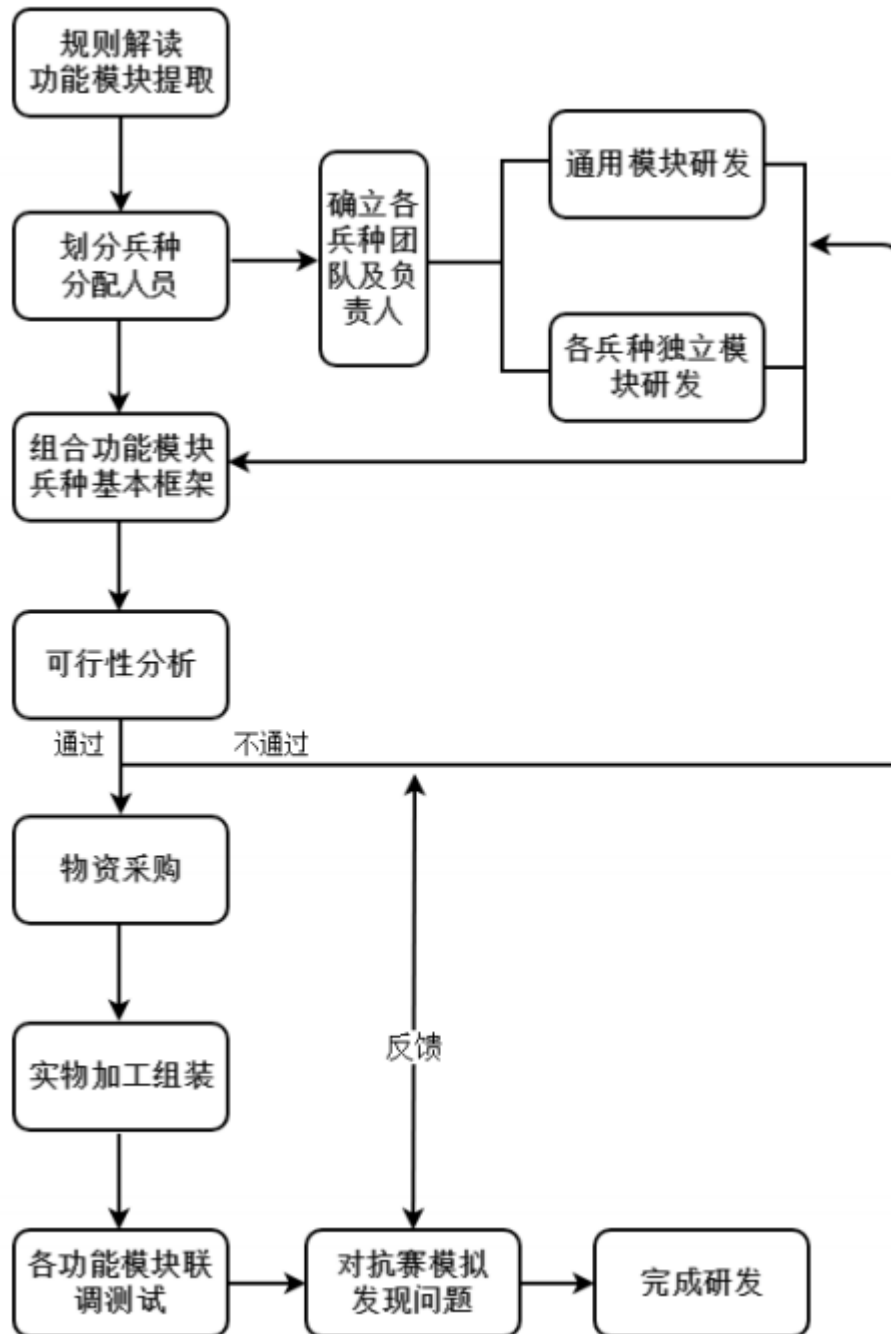 规则解读
功能模块提取
通用模块研发
确立各
兵种团
队及负
责人
划分兵种
分配人员
各兵种独立模
块研发
组合功能模块
兵种基本框架
可行性分析
通过
不通过
物资采购
实物加工组装
反馈
各功能模块联
调测试
对抗赛模拟
发现问题
完成研发